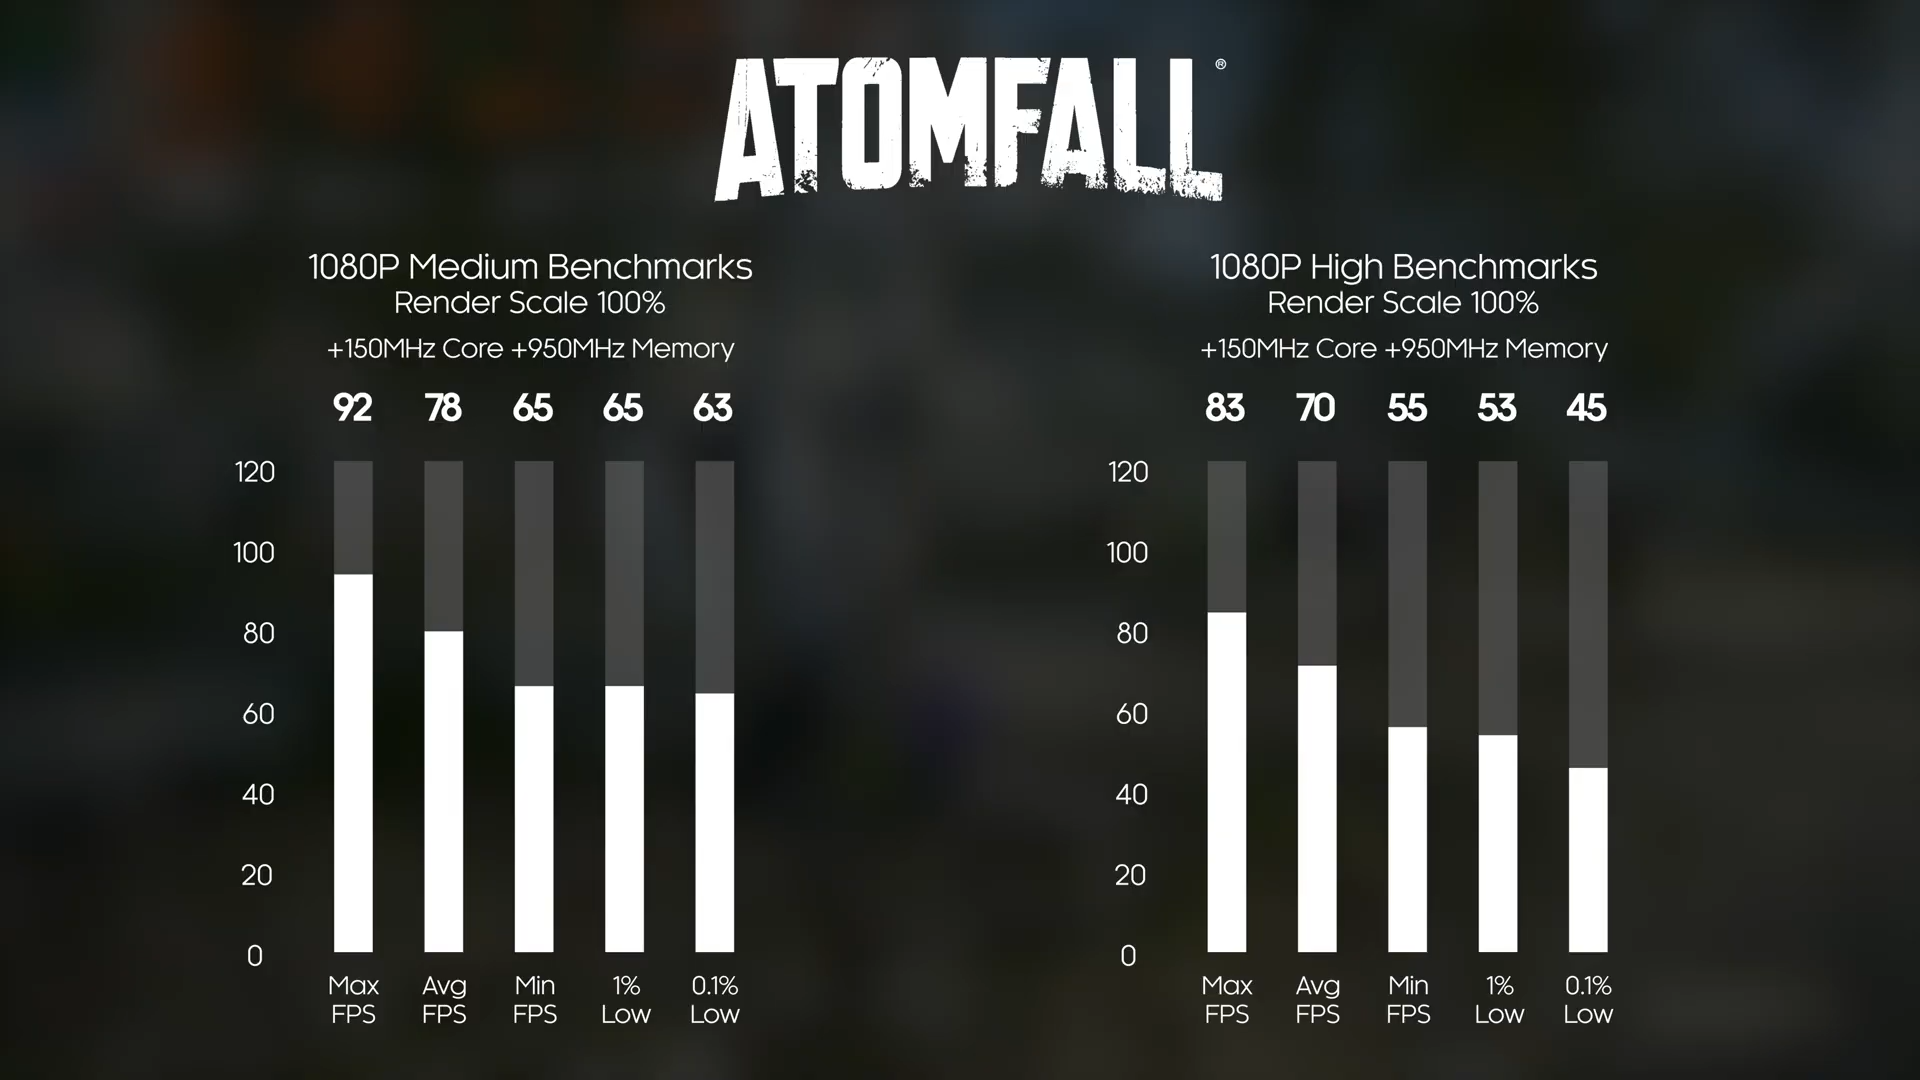 ATOMFALL®
1080P Medium Benchmarks
Render Scale 100%
+150MHz Core +950MHz Memory
92 78 65 65 63
120
100
80
60
40
20
0
Max FPS
Avg FPS
Min FPS
1% Low
0.1% Low
1080P High Benchmarks
Render Scale 100%
+150MHz Core +950MHz Memory
83 70 55 53 45
120
100
80
60
40
20
0
Max FPS
Avg FPS
Min FPS
1% Low
0.1% Low